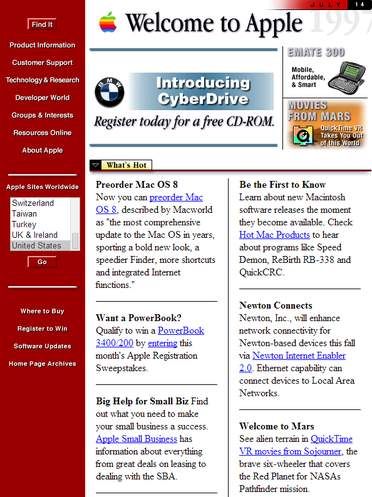 Find It
Product Information
Customer Support
Technology & Research
Developer World
Groups & Interests
Resources Online
About Apple
Apple Sites Worldwide
Switzerland
Taiwan
Turkey
UK & Ireland
United States
Go
Where to Buy
Register to Win
Software Updates
Home Page Archives
JULY 14
1997
Welcome to Apple
BMW
Introducing
CyberDrive
Register today for a free CD-ROM.
EMATE 300
Mobile,
Affordable,
& Smart
MOVIES
FROM MARS
QuickTime VR
Takes You Out
of this World
What's Hot
Preorder Mac OS 8
Now you can preorder Mac
OS 8, described by Macworld
as "the most comprehensive
update to the Mac OS in years,
sporting a bold new look, a
speedier Finder, more shortcuts
and integrated Internet
functions."
Want a PowerBook?
Qualify to win a PowerBook
3400/200 by entering this
month's Apple Registration
Sweepstakes.
Big Help for Small Biz Find
out what you need to make
your small business a success.
Apple Small Business has
information about everything
from great deals on leasing to
dealing with the SBA.
Be the First to Know
Learn about new Macintosh
software releases the moment
they become available. Check
Hot Mac Products to hear
about programs like Speed
Demon, ReBirth RB-338 and
QuickCRC.
Newton Connects
Newton, Inc., will enhance
network connectivity for
Newton-based devices this fall
via Newton Internet Enabler
2.0. Ethernet capability can
connect devices to Local Area
Networks.
Welcome to Mars
See alien terrain in QuickTime
VR movies from Sojourner, the
brave six-wheeler that covers
the Red Planet for NASAs
Pathfinder mission.